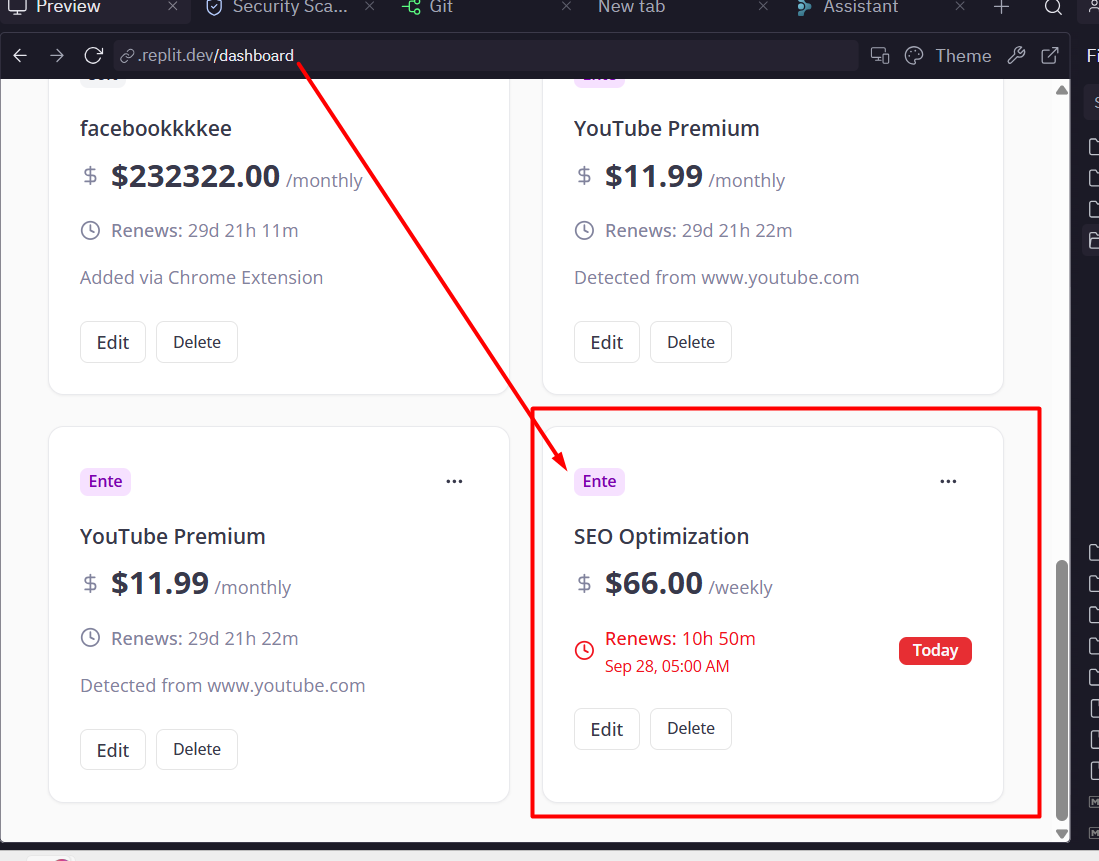 Preview
Security Sca...
Git
New tab
Assistant
.replit.dev/dashboard
Theme
facebookkkkee
$232322.00 /monthly
Renews: 29d 21h 11m
Added via Chrome Extension
Edit
Delete
YouTube Premium
$11.99 /monthly
Renews: 29d 21h 22m
Detected from www.youtube.com
Edit
Delete
Ente
...
YouTube Premium
$11.99 /monthly
Renews: 29d 21h 22m
Detected from www.youtube.com
Edit
Delete
Ente
...
SEO Optimization
$66.00 /weekly
Renews: 10h 50m
Sep 28, 05:00 AM
Today
Edit
Delete